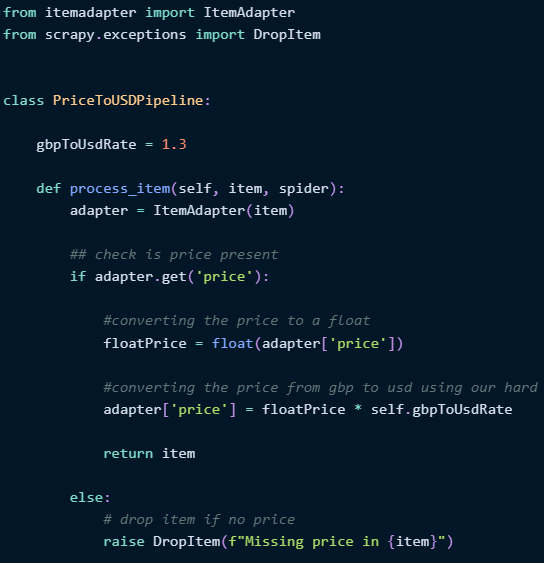 from itemadapter import ItemAdapter
from scrapy.exceptions import DropItem
class PriceToUSDPipeline:
gbpToUsdRate = 1.3
def process_item(self, item, spider):
adapter = ItemAdapter(item)
## check is price present
if adapter.get('price'):
#converting the price to a float
floatPrice = float(adapter['price'])
#converting the price from gbp to usd using our hard
adapter['price'] = floatPrice * self.gbpToUsdRate
return item
else:
# drop item if no price
raise DropItem(f"Missing price in {item}")